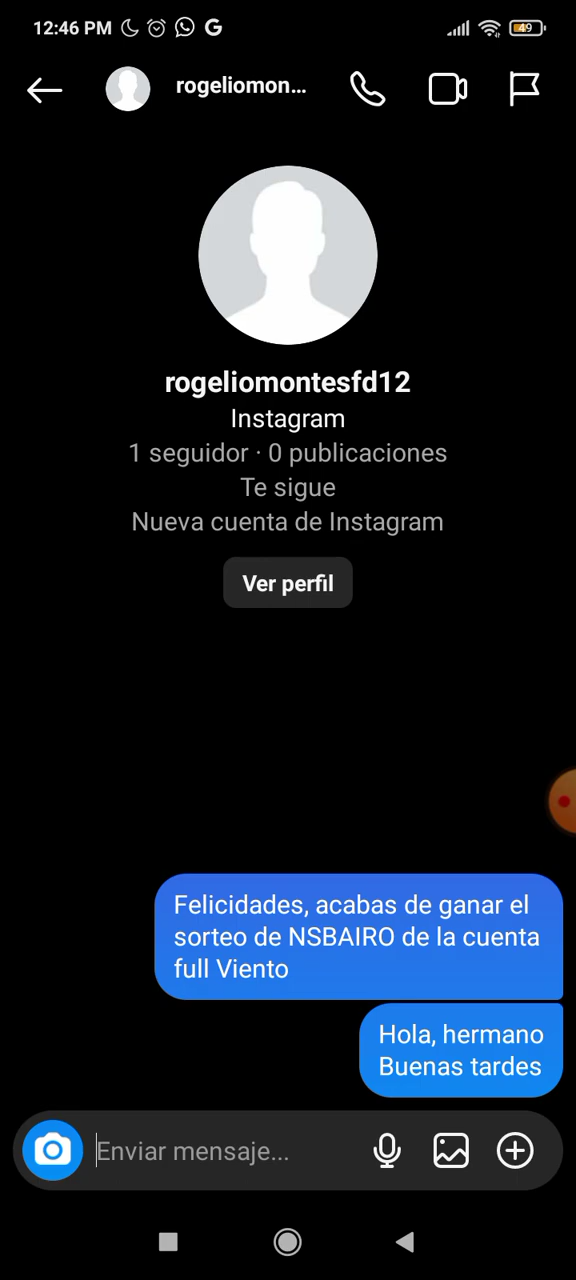 12:46 PM
49
rogeliomon...
rogeliomontesfd12
Instagram
1 seguidor · 0 publicaciones
Te sigue
Nueva cuenta de Instagram
Ver perfil
Felicidades, acabas de ganar el
sorteo de NSBAIRO de la cuenta
full Viento
Hola, hermano
Buenas tardes
Enviar mensaje...